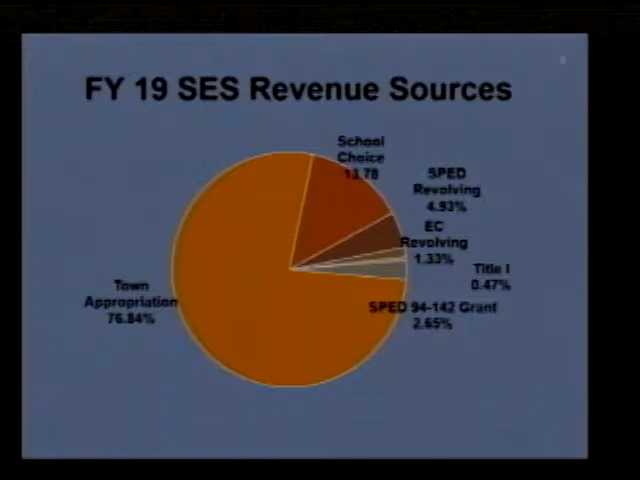 FY 19 SES Revenue Sources
School
Choice
13.78
SPED
Revolving
4.93%
EC
Revolving
1.33%
Title I
0.47%
SPED 94-142 Grant
2.65%
Town
Appropriation
76.84%